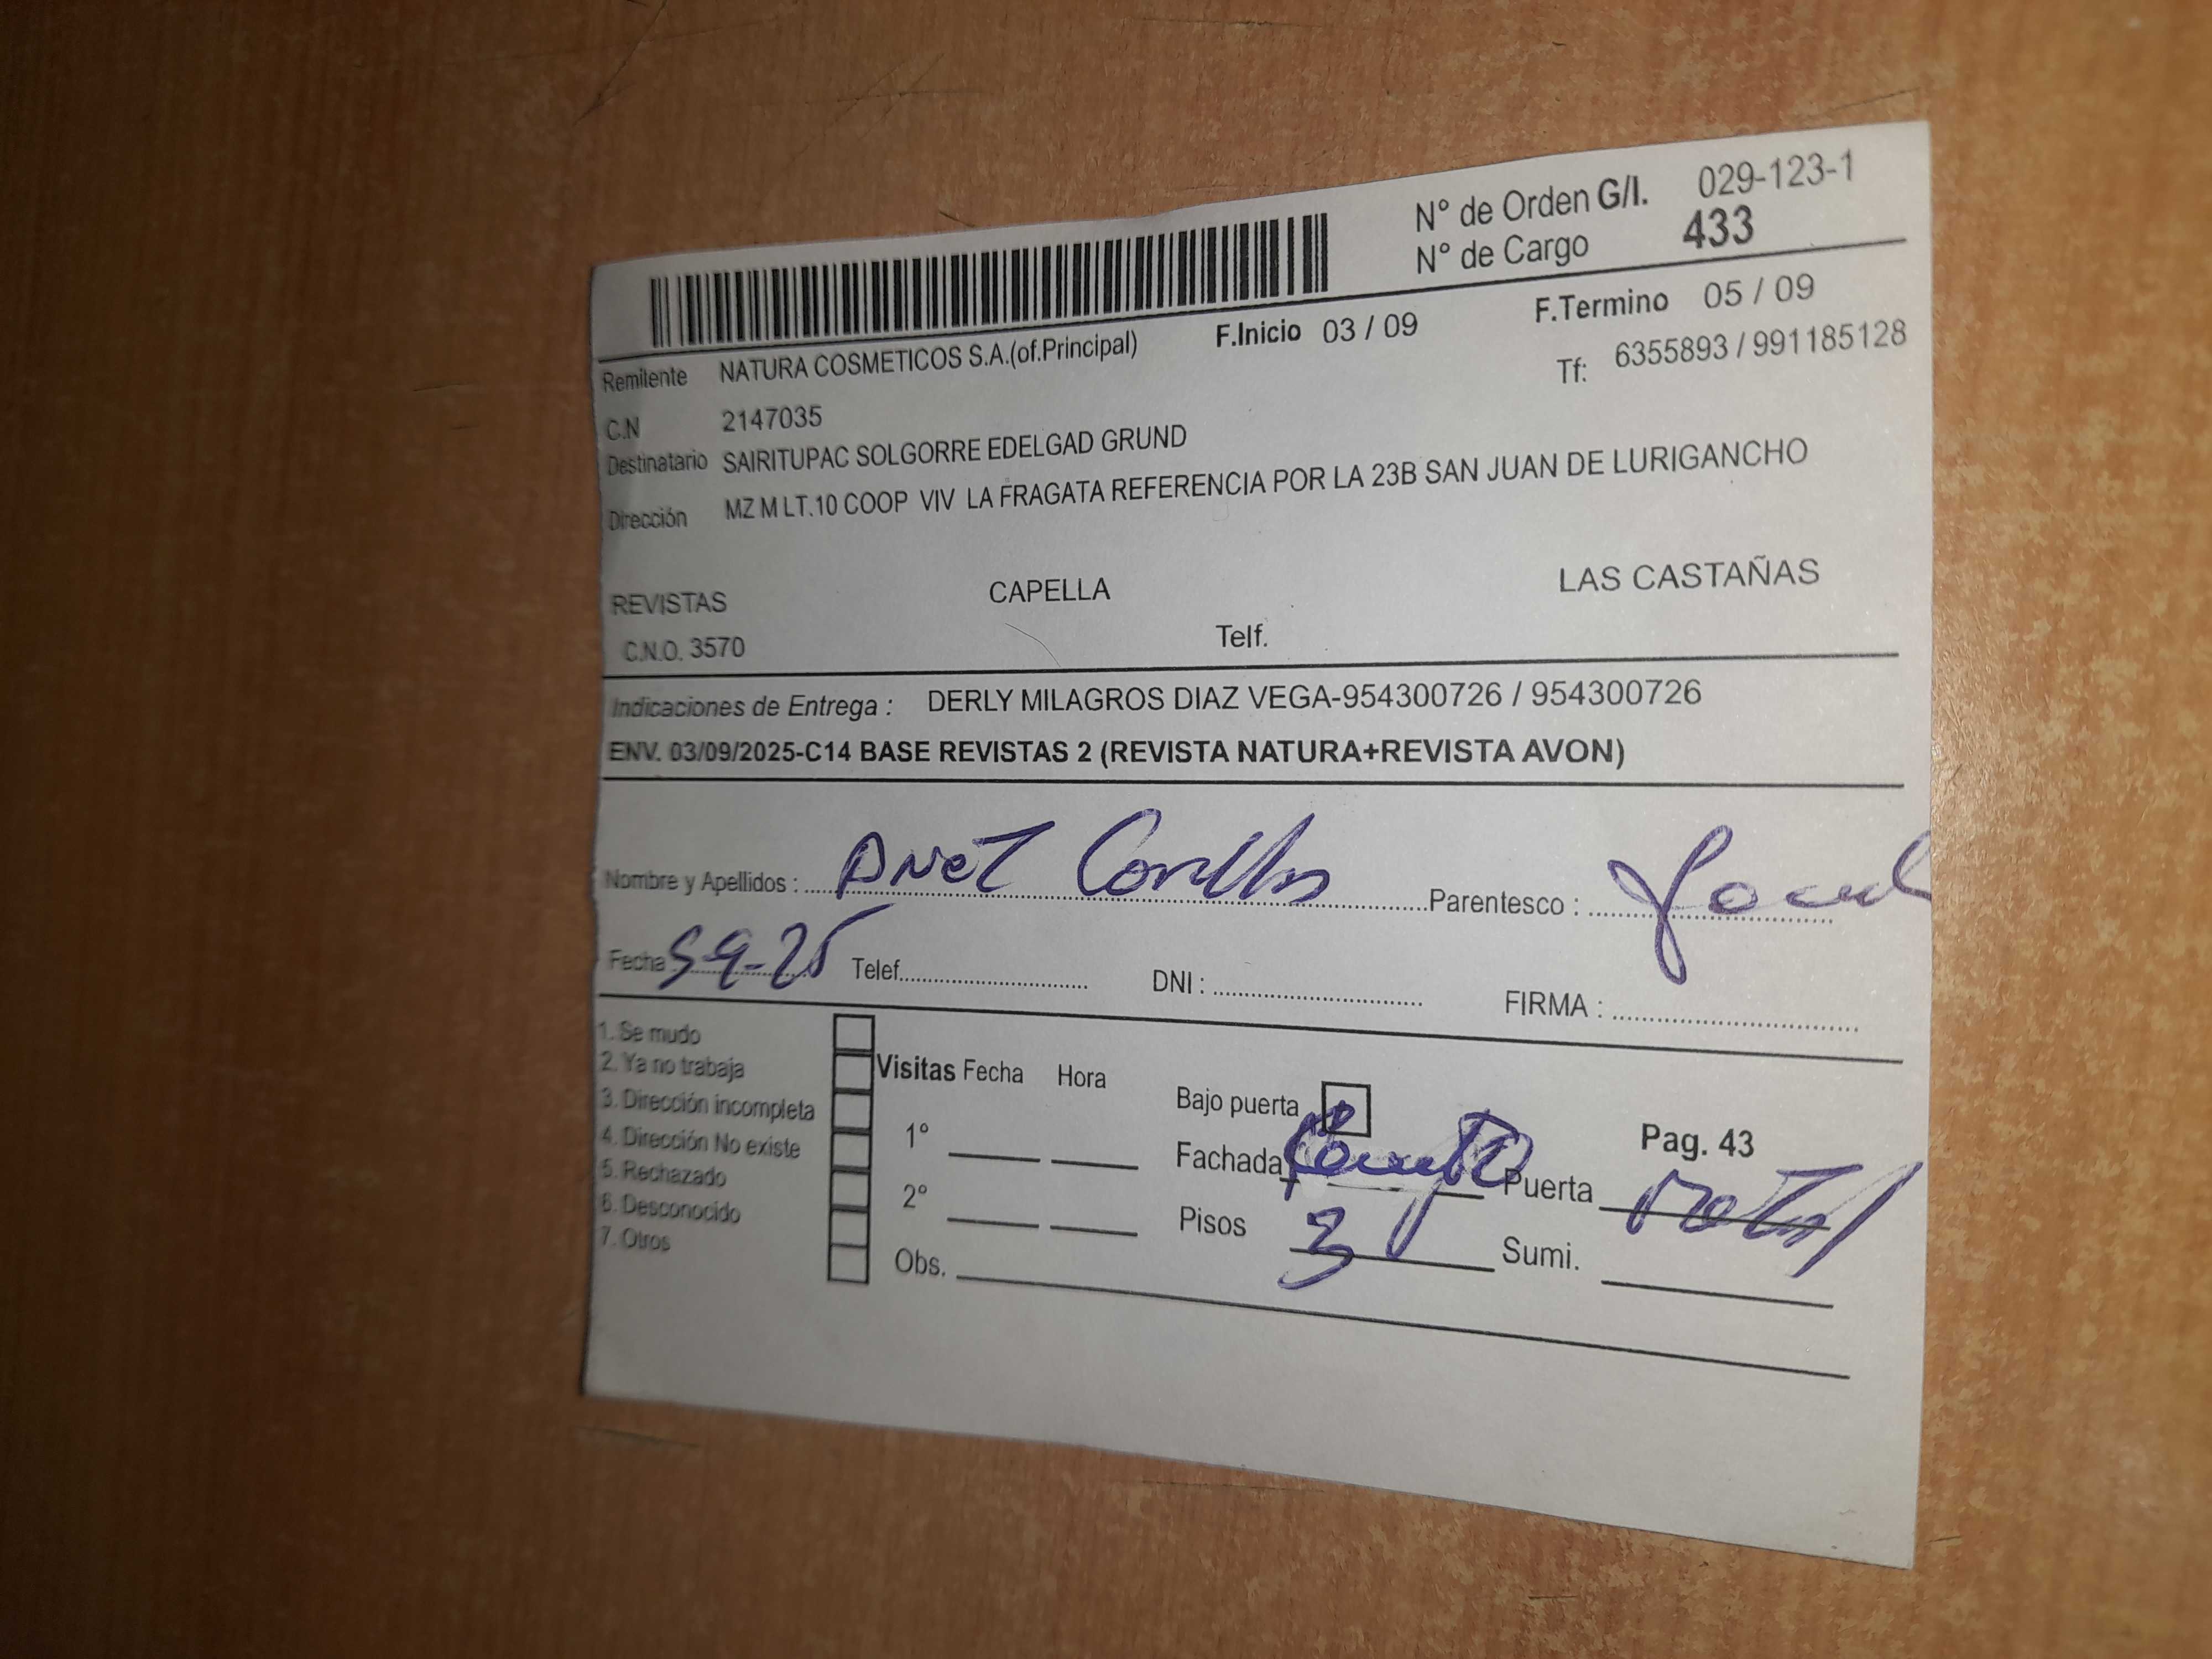 N° de Orden G/I. 029-123-1
N° de Cargo 433
F.Inicio 03 / 09 F.Termino 05 / 09
Remitente NATURA COSMETICOS S.A.(of.Principal) Tf: 6355893 / 991185128
C.N 2147035
Destinatario SAIRITUPAC SOLGORRE EDELGAD GRUND
Dirección MZ M LT.10 COOP VIV LA FRAGATA REFERENCIA POR LA 23B SAN JUAN DE LURIGANCHO
REVISTAS CAPELLA LAS CASTAÑAS
C.N.O. 3570 Telf.
Indicaciones de Entrega : DERLY MILAGROS DIAZ VEGA-954300726 / 954300726
ENV. 03/09/2025-C14 BASE REVISTAS 2 (REVISTA NATURA+REVISTA AVON)
Nombre y Apellidos : ANeT Parentesco :
Fecha 5 9-25 Telef. DNI : FIRMA :
1. Se mudo
2. Ya no trabaja Visitas Fecha Hora Bajo puerta
3. Dirección incompleta 1° Fachada Pag. 43
4. Dirección No existe Puerta
5. Rechazado 2° Pisos 3 Sumi.
6. Desconocido
7. Otros Obs.